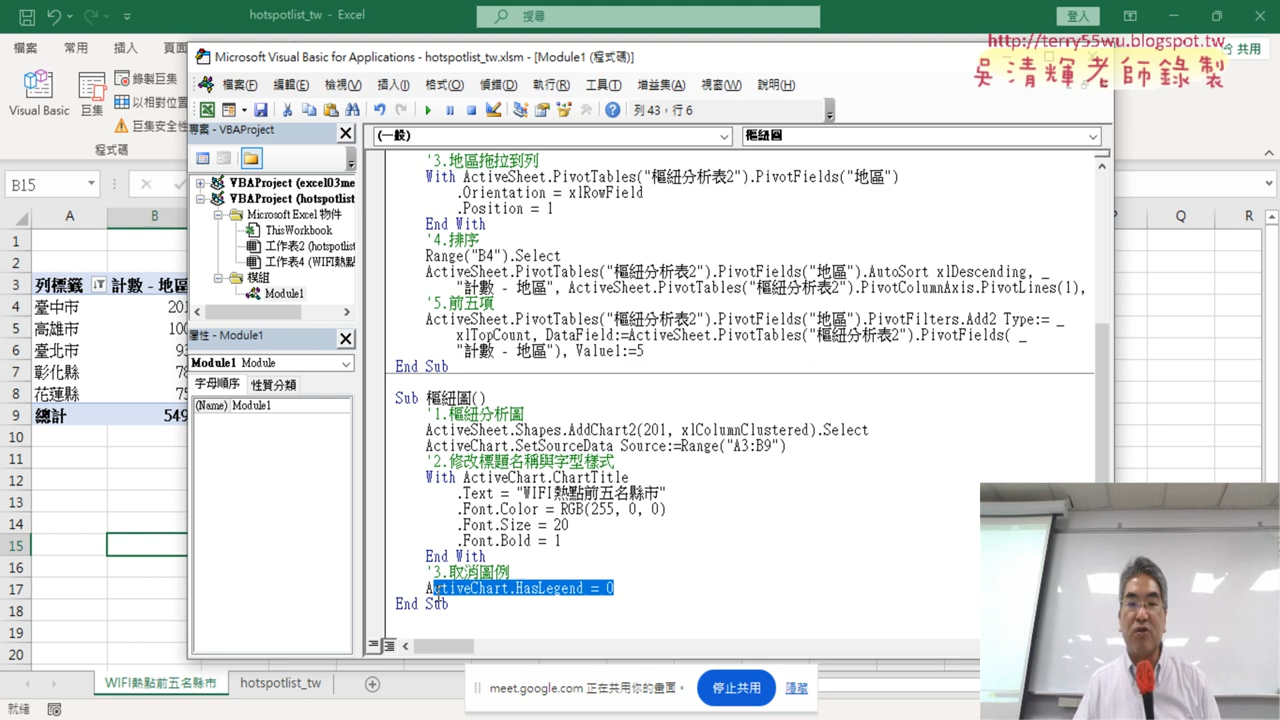 hotspotlist_tw - Excel
搜尋
登入
http://terry55wu.blogspot.tw
吳清輝老師錄製
檔案 常用 插入 頁面
共用
Visual Basic 巨集
錄製巨集
以相對位置
巨集安全性
程式碼
Microsoft Visual Basic for Applications - hotspotlist_tw.xlsm - [Module1 (程式碼)]
檔案(F) 編輯(E) 檢視(V) 插入(I) 格式(O) 偵錯(D) 執行(R) 工具(T) 增益集(A) 視窗(W) 說明(H)
列 43，行 6
專案 - VBAProject
VBAProject (excel03me
VBAProject (hotspotlist
Microsoft Excel 物件
ThisWorkbook
工作表2 (hotspotlist
工作表4 (WIFI熱點
模組
Module1
屬性 - Module1
Module1 Module
字母順序 性質分類
(Name) Module1
(一般) 樞紐圖
'3.地區拖拉到列
With ActiveSheet.PivotTables("樞紐分析表2").PivotFields("地區")
.Orientation = xlRowField
.Position = 1
End With
'4.排序
Range("B4").Select
ActiveSheet.PivotTables("樞紐分析表2").PivotFields("地區").AutoSort xlDescending, _
"計數 - 地區", ActiveSheet.PivotTables("樞紐分析表2").PivotColumnAxis.PivotLines(1),
'5.前五項
ActiveSheet.PivotTables("樞紐分析表2").PivotFields("地區").PivotFilters.Add2 Type:= _
xlTopCount, DataField:=ActiveSheet.PivotTables("樞紐分析表2").PivotFields( _
"計數 - 地區"), Value1:=5
End Sub
Sub 樞紐圖()
'1.樞紐分析圖
ActiveSheet.Shapes.AddChart2(201, xlColumnClustered).Select
ActiveChart.SetSourceData Source:=Range("A3:B9")
'2.修改標題名稱與字型樣式
With ActiveChart.ChartTitle
.Text = "WIFI熱點前五名縣市"
.Font.Color = RGB(255, 0, 0)
.Font.Size = 20
.Font.Bold = 1
End With
'3.取消圖例
ActiveChart.HasLegend = 0
End Sub
B15
A B Q R
1
2
3 列標籤 計數 - 地區
4 臺中市 201
5 高雄市 100
6 臺北市 93
7 彰化縣 78
8 花蓮縣 75
9 總計 549
10
11
12
13
14
15
16
17
18
19
20
WIFI熱點前五名縣市 hotspotlist_tw
就緒
meet.google.com 正在共用你的畫面。 停止共用 隱藏